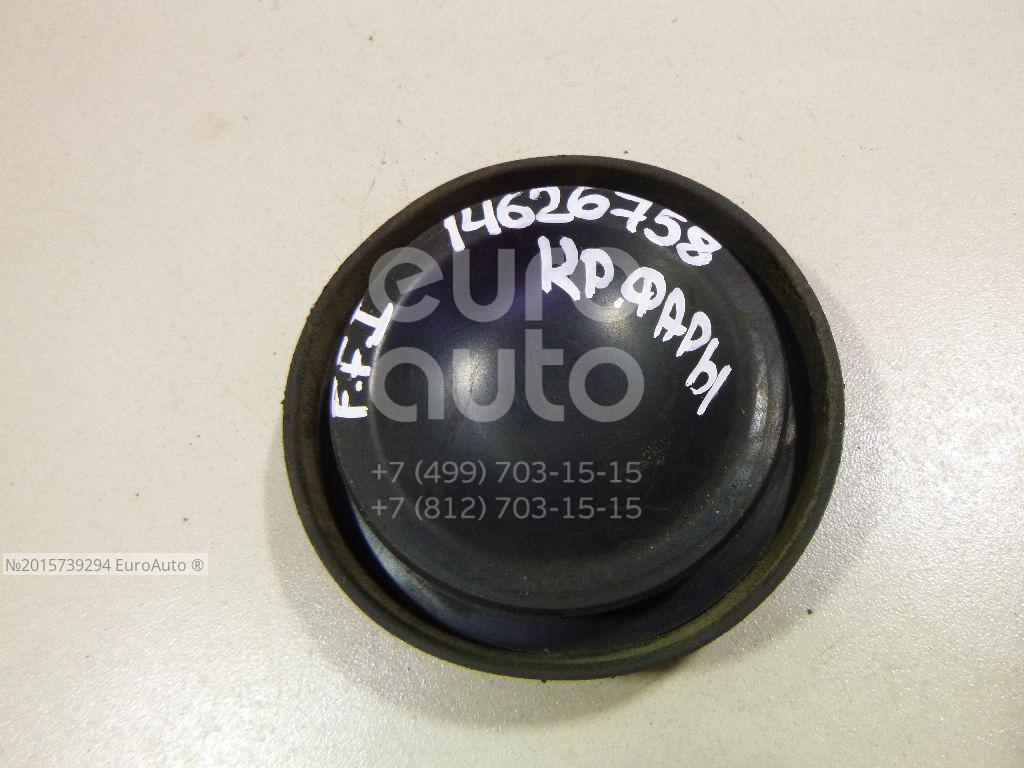 14626758
КР.ФАРЫ
F.FI
euro
auto
+7 (499) 703-15-15
+7 (812) 703-15-15
№2015739294 EuroAuto ®